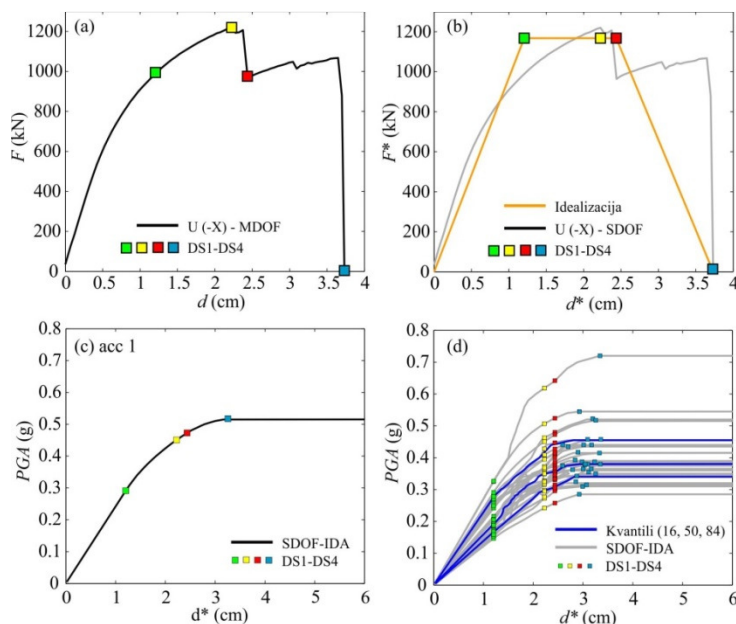 (a)
1200
1000
800
600
400
200
0
F (kN)
U (-X) - MDOF
DS1-DS4
0 0.5 1 1.5 2 2.5 3 3.5 4
d (cm)
(b)
1200
1000
800
600
400
200
0
F* (kN)
Idealizacija
U (-X) - SDOF
DS1-DS4
0 0.5 1 1.5 2 2.5 3 3.5 4
d* (cm)
(c) acc 1
0.8
0.7
0.6
0.5
0.4
0.3
0.2
0.1
0
PGA (g)
SDOF-IDA
DS1-DS4
0 1 2 3 4 5 6
d* (cm)
(d)
0.8
0.7
0.6
0.5
0.4
0.3
0.2
0.1
0
PGA (g)
Kvantili (16, 50, 84)
SDOF-IDA
DS1-DS4
0 1 2 3 4 5 6
d* (cm)